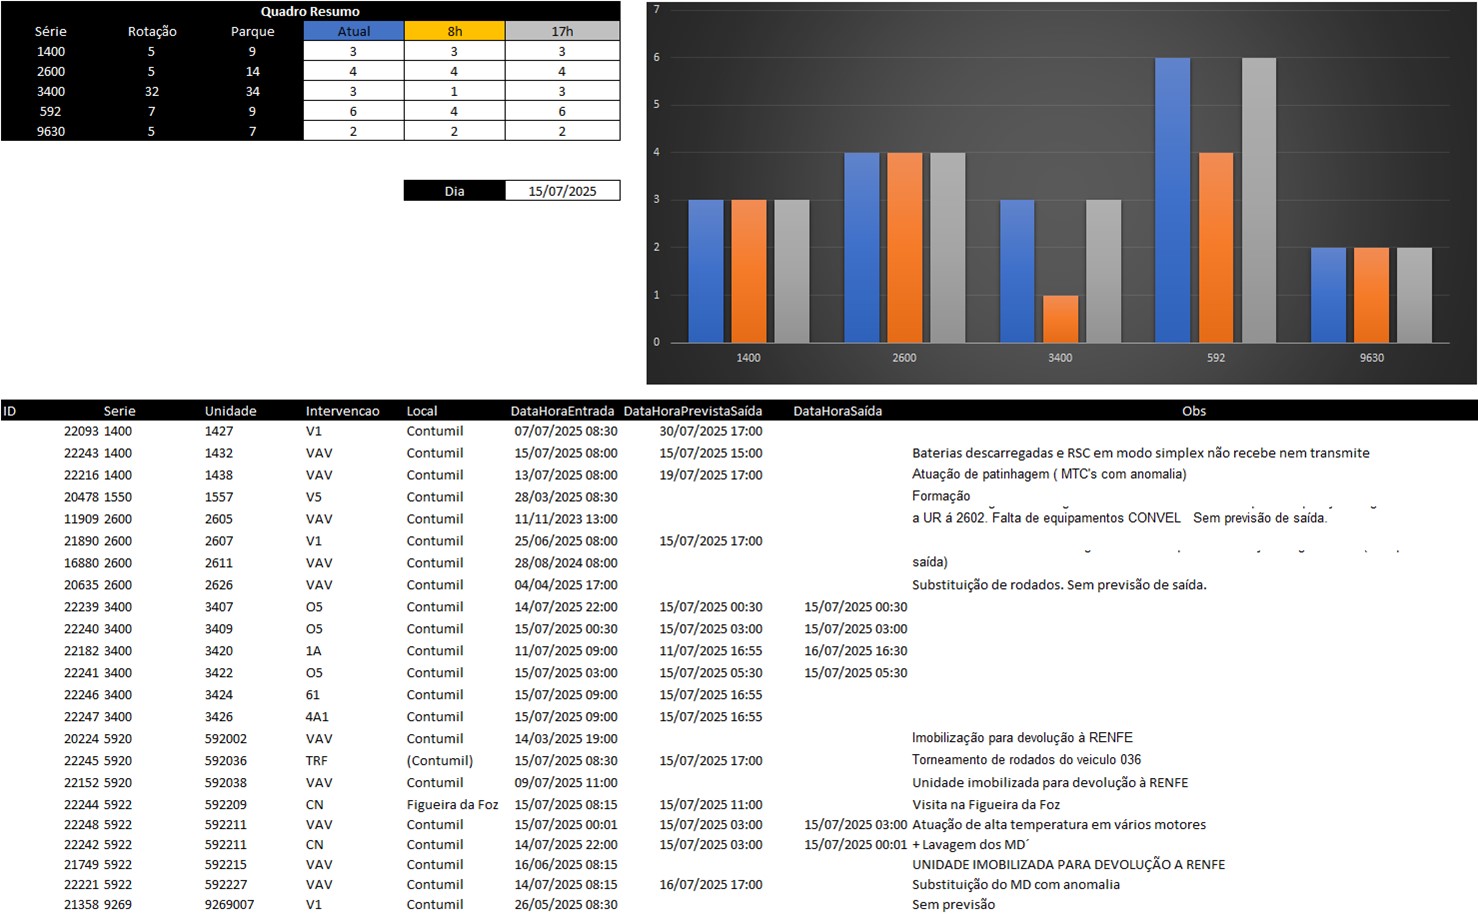 Quadro Resumo
Série Rotação Parque Atual 8h 17h
1400 5 9 3 3 3
2600 5 14 4 4 4
3400 32 34 3 1 3
592 7 9 6 4 6
9630 5 7 2 2 2
Dia 15/07/2025
7
6
5
4
3
2
1
0
1400 2600 3400 592 9630
ID Serie Unidade Intervencao Local DataHoraEntrada DataHoraPrevistaSaída DataHoraSaída Obs
22093 1400 1427 V1 Contumil 07/07/2025 08:30 30/07/2025 17:00
22243 1400 1432 VAV Contumil 15/07/2025 08:00 15/07/2025 15:00 Baterias descarregadas e RSC em modo simplex não recebe nem transmite
22216 1400 1438 VAV Contumil 13/07/2025 08:00 19/07/2025 17:00 Atuação de patinhagem ( MTC's com anomalia)
20478 1550 1557 V5 Contumil 28/03/2025 08:30 Formação
11909 2600 2605 VAV Contumil 11/11/2023 13:00 a UR á 2602. Falta de equipamentos CONVEL Sem previsão de saída.
21890 2600 2607 V1 Contumil 25/06/2025 08:00 15/07/2025 17:00
16880 2600 2611 VAV Contumil 28/08/2024 08:00 saída)
20635 2600 2626 VAV Contumil 04/04/2025 17:00 Substituição de rodados. Sem previsão de saída.
22239 3400 3407 O5 Contumil 14/07/2025 22:00 15/07/2025 00:30 15/07/2025 00:30
22240 3400 3409 O5 Contumil 15/07/2025 00:30 15/07/2025 03:00 15/07/2025 03:00
22182 3400 3420 1A Contumil 11/07/2025 09:00 11/07/2025 16:55 16/07/2025 16:30
22241 3400 3422 O5 Contumil 15/07/2025 03:00 15/07/2025 05:30 15/07/2025 05:30
22246 3400 3424 61 Contumil 15/07/2025 09:00 15/07/2025 16:55
22247 3400 3426 4A1 Contumil 15/07/2025 09:00 15/07/2025 16:55
20224 5920 592002 VAV Contumil 14/03/2025 19:00 Imobilização para devolução à RENFE
22245 5920 592036 TRF (Contumil) 15/07/2025 08:30 15/07/2025 17:00 Torneamento de rodados do veiculo 036
22152 5920 592038 VAV Contumil 09/07/2025 11:00 Unidade imobilizada para devolução à RENFE
22244 5922 592209 CN Figueira da Foz 15/07/2025 08:15 15/07/2025 11:00 Visita na Figueira da Foz
22248 5922 592211 VAV Contumil 15/07/2025 00:01 15/07/2025 03:00 15/07/2025 03:00 Atuação de alta temperatura em vários motores
22242 5922 592211 CN Contumil 14/07/2025 22:00 15/07/2025 03:00 15/07/2025 00:01 + Lavagem dos MD´
21749 5922 592215 VAV Contumil 16/06/2025 08:15 UNIDADE IMOBILIZADA PARA DEVOLUÇÃO A RENFE
22221 5922 592227 VAV Contumil 14/07/2025 08:15 16/07/2025 17:00 Substituição do MD com anomalia
21358 9269 9269007 V1 Contumil 26/05/2025 08:30 Sem previsão